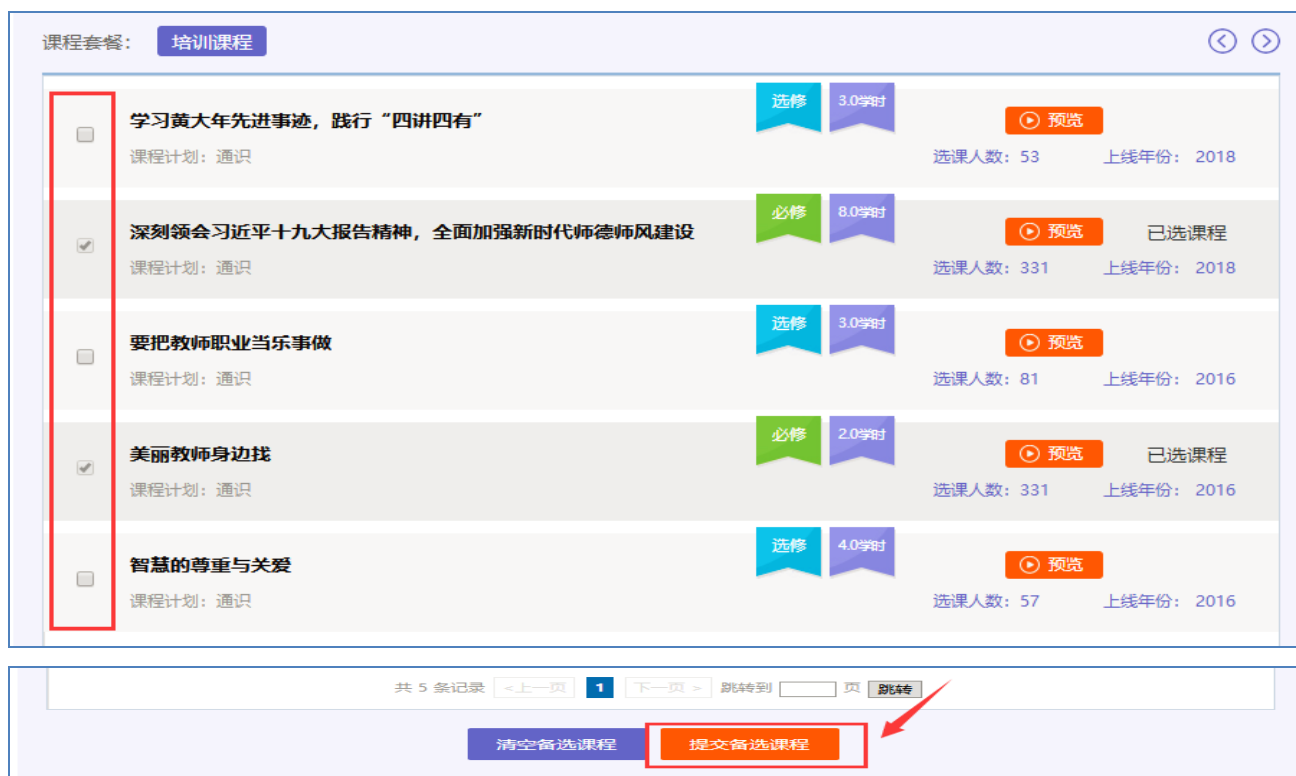 课程套餐： 培训课程
选修 3.0学时
学习黄大年先进事迹，践行“四讲四有” 预览
课程计划：通识 选课人数：53 上线年份： 2018
必修 8.0学时
深刻领会习近平十九大报告精神，全面加强新时代师德师风建设 预览 已选课程
课程计划：通识 选课人数：331 上线年份： 2018
选修 3.0学时
要把教师职业当乐事做 预览
课程计划：通识 选课人数：81 上线年份： 2016
必修 2.0学时
美丽教师身边找 预览 已选课程
课程计划：通识 选课人数：331 上线年份： 2016
选修 4.0学时
智慧的尊重与关爱 预览
课程计划：通识 选课人数：57 上线年份： 2016
共 5 条记录 <上一页 1 下一页 > 跳转到 页 跳转
清空备选课程 提交备选课程